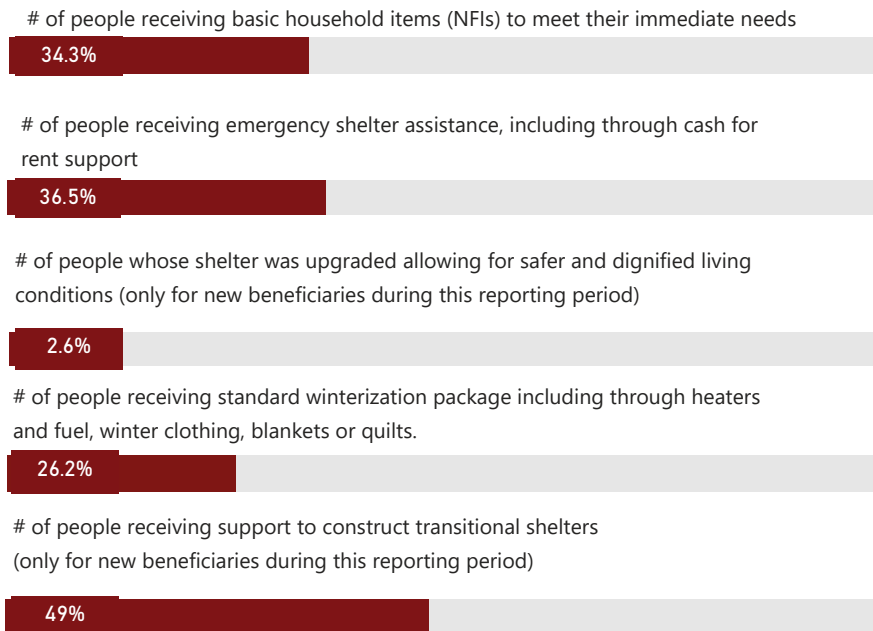 # of people receiving basic household items (NFIs) to meet their immediate needs
34.3%
# of people receiving emergency shelter assistance, including through cash for
rent support
36.5%
# of people whose shelter was upgraded allowing for safer and dignified living
conditions (only for new beneficiaries during this reporting period)
2.6%
# of people receiving standard winterization package including through heaters
and fuel, winter clothing, blankets or quilts.
26.2%
# of people receiving support to construct transitional shelters
(only for new beneficiaries during this reporting period)
49%